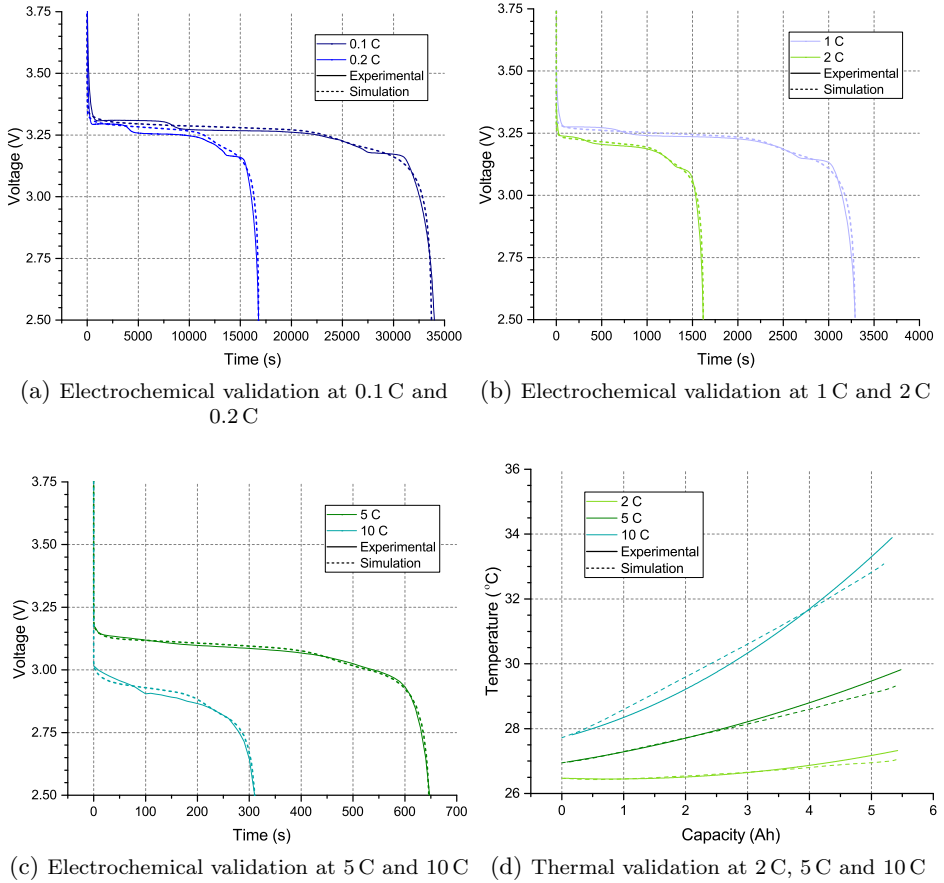 3.75
3.50
3.25
3.00
2.75
2.50
Voltage (V)
0.1 C
0.2 C
Experimental
Simulation
0 5000 10000 15000 20000 25000 30000 35000
Time (s)
(a) Electrochemical validation at 0.1 C and
0.2 C
3.75
3.50
3.25
3.00
2.75
2.50
Voltage (V)
1 C
2 C
Experimental
Simulation
0 500 1000 1500 2000 2500 3000 3500 4000
Time (s)
(b) Electrochemical validation at 1 C and 2 C
3.75
3.50
3.25
3.00
2.75
2.50
Voltage (V)
5 C
10 C
Experimental
Simulation
0 100 200 300 400 500 600 700
Time (s)
(c) Electrochemical validation at 5 C and 10 C
36
34
32
30
28
26
Temperature (°C)
2 C
5 C
10 C
Experimental
Simulation
0 1 2 3 4 5 6
Capacity (Ah)
(d) Thermal validation at 2 C, 5 C and 10 C